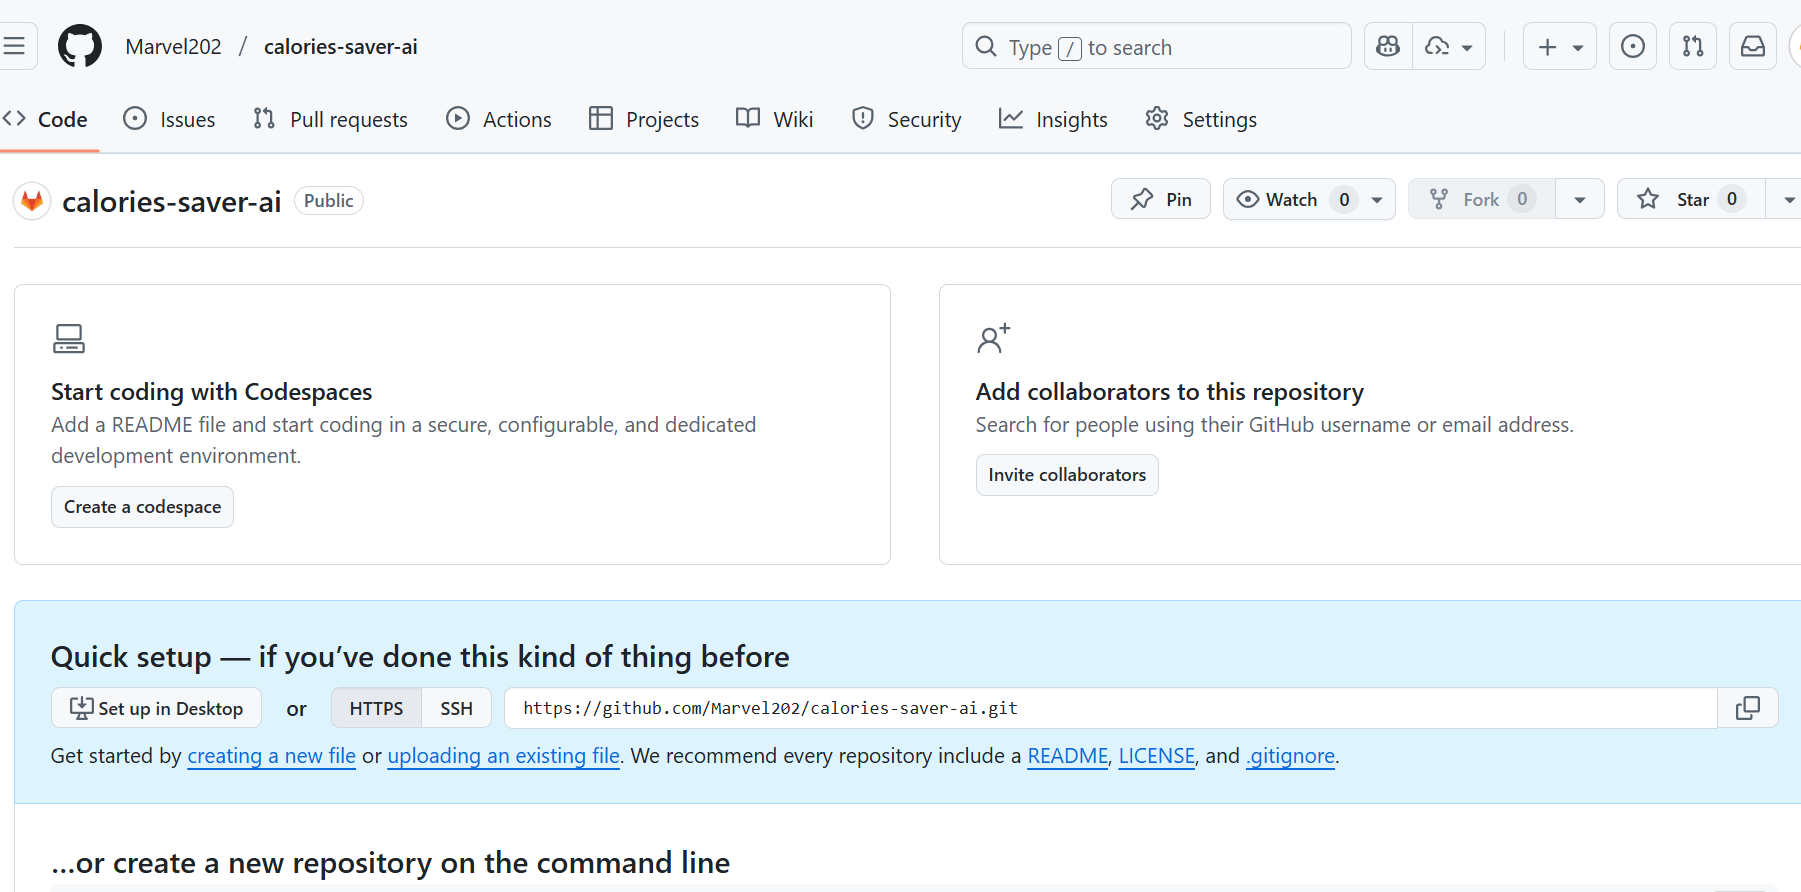 Marvel202 / calories-saver-ai
Type / to search
Code
Issues
Pull requests
Actions
Projects
Wiki
Security
Insights
Settings
calories-saver-ai
Public
Pin
Watch 0
Fork 0
Star 0
Start coding with Codespaces
Add a README file and start coding in a secure, configurable, and dedicated
development environment.
Create a codespace
Add collaborators to this repository
Search for people using their GitHub username or email address.
Invite collaborators
Quick setup — if you’ve done this kind of thing before
Set up in Desktop
or
HTTPS
SSH
https://github.com/Marvel202/calories-saver-ai.git
Get started by creating a new file or uploading an existing file. We recommend every repository include a README, LICENSE, and .gitignore.
…or create a new repository on the command line